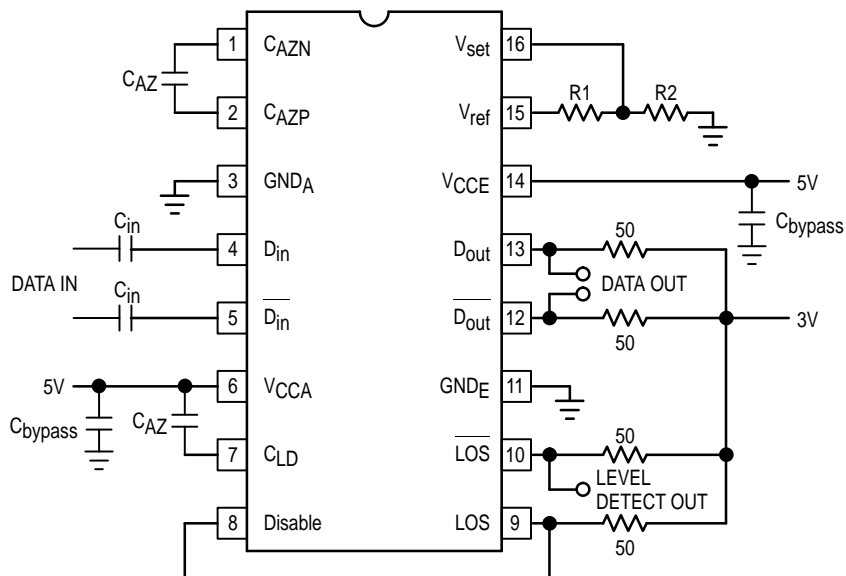 1 CAZN
CAZ
2 CAZP
3 GNDA
Cin
4 Din
DATA IN
Cin
5 Din
5V
6 VCCA
Cbypass
CAZ
7 CLD
8 Disable
Vset 16
R1 R2
Vref 15
VCCE 14
5V
Cbypass
50
Dout 13
DATA OUT
Dout 12
3V
50
GNDE 11
50
LOS 10
LEVEL
DETECT OUT
LOS 9
50